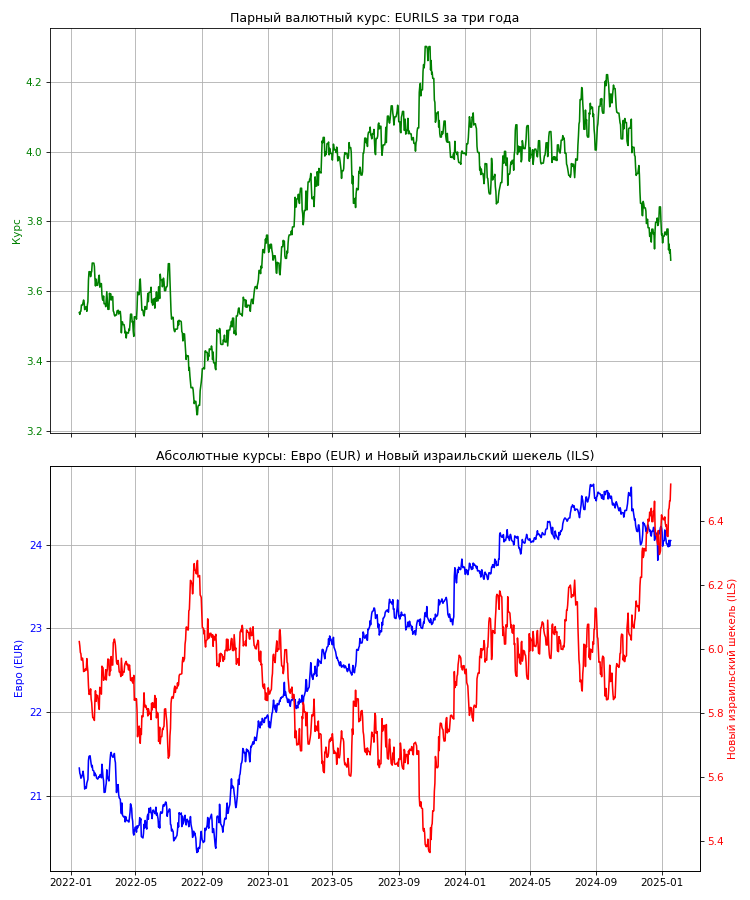 Парный валютный курс: EURILS за три года
Курс
4.2
4.0
3.8
3.6
3.4
3.2
Абсолютные курсы: Евро (EUR) и Новый израильский шекель (ILS)
Евро (EUR)
24
23
22
21
6.4
6.2
6.0
5.8
5.6
5.4
Новый израильский шекель (ILS)
2022-01 2022-05 2022-09 2023-01 2023-05 2023-09 2024-01 2024-05 2024-09 2025-01